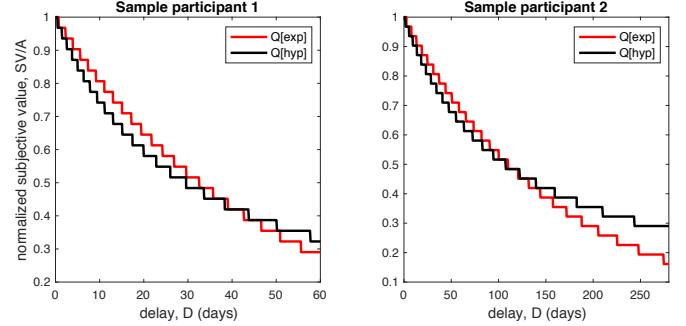 Sample participant 1
normalized subjective value, SV/A
1
0.9
0.8
0.7
0.6
0.5
0.4
0.3
0.2
Q[exp]
Q[hyp]
0 10 20 30 40 50 60
delay, D (days)
Sample participant 2
1
0.9
0.8
0.7
0.6
0.5
0.4
0.3
0.2
0.1
Q[exp]
Q[hyp]
0 50 100 150 200 250
delay, D (days)